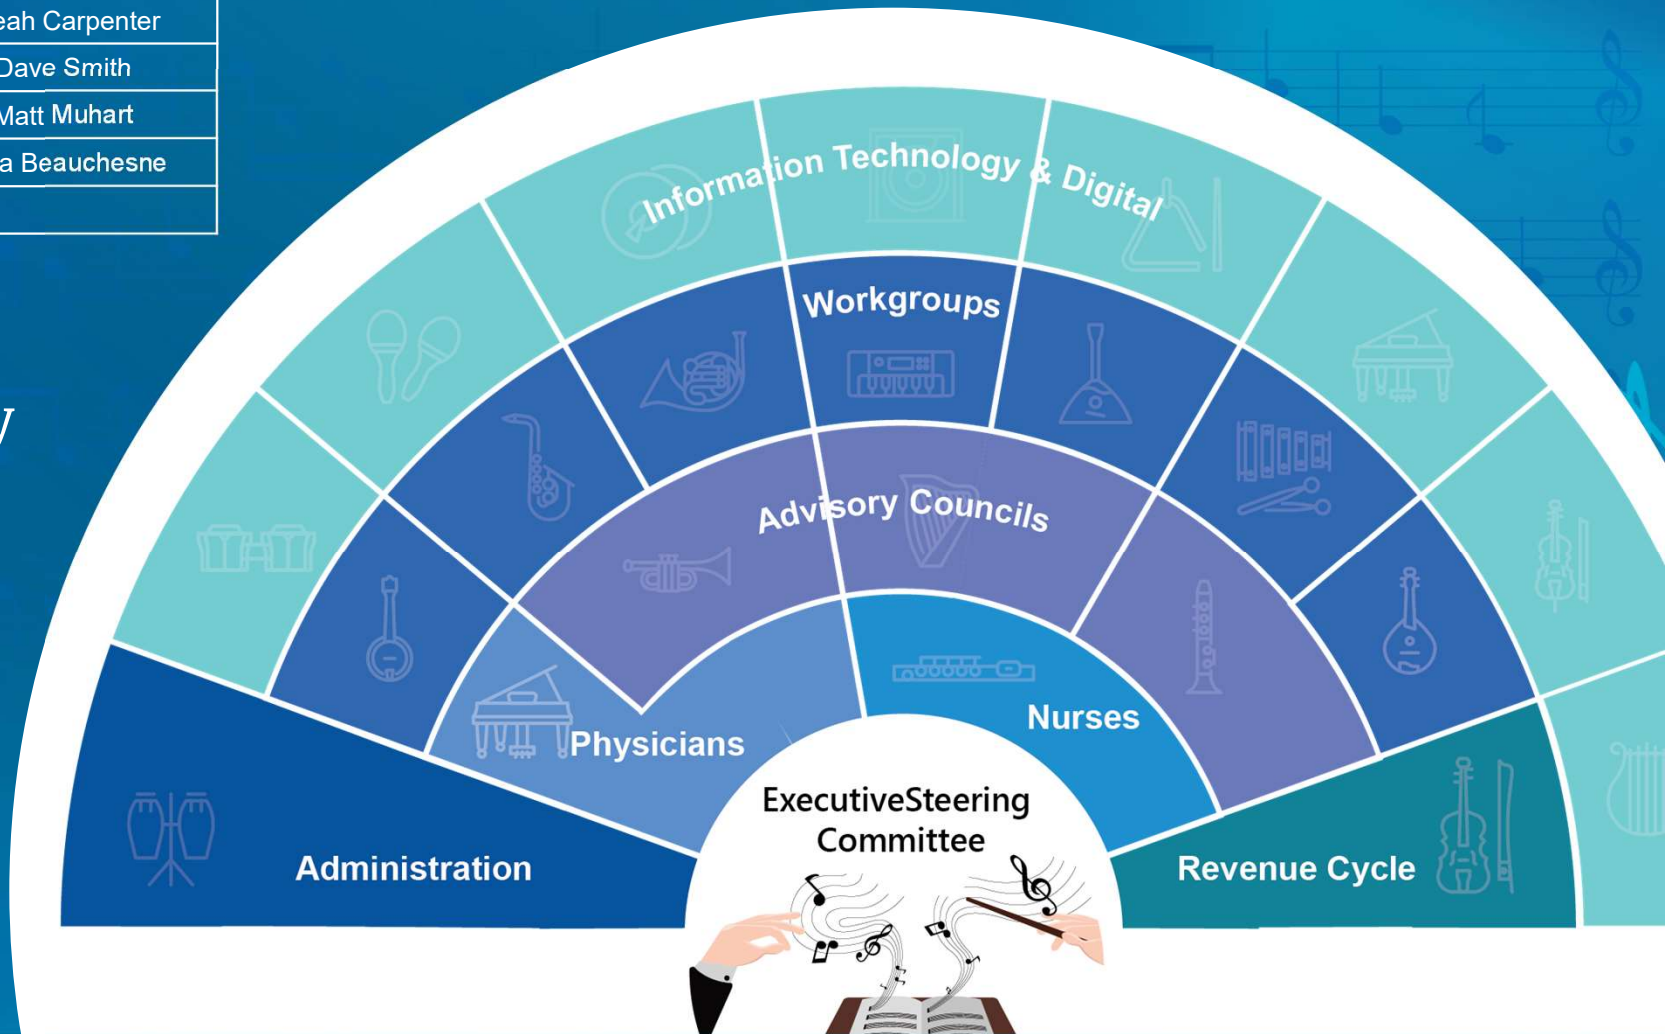 Carpenter
Dave Smith
Matt Muhart
Beauchesne
Information Technology & Digital
Workgroups
Advisory Councils
Nurses
Physicians
ExecutiveSteering
Committee
Administration
Revenue Cycle